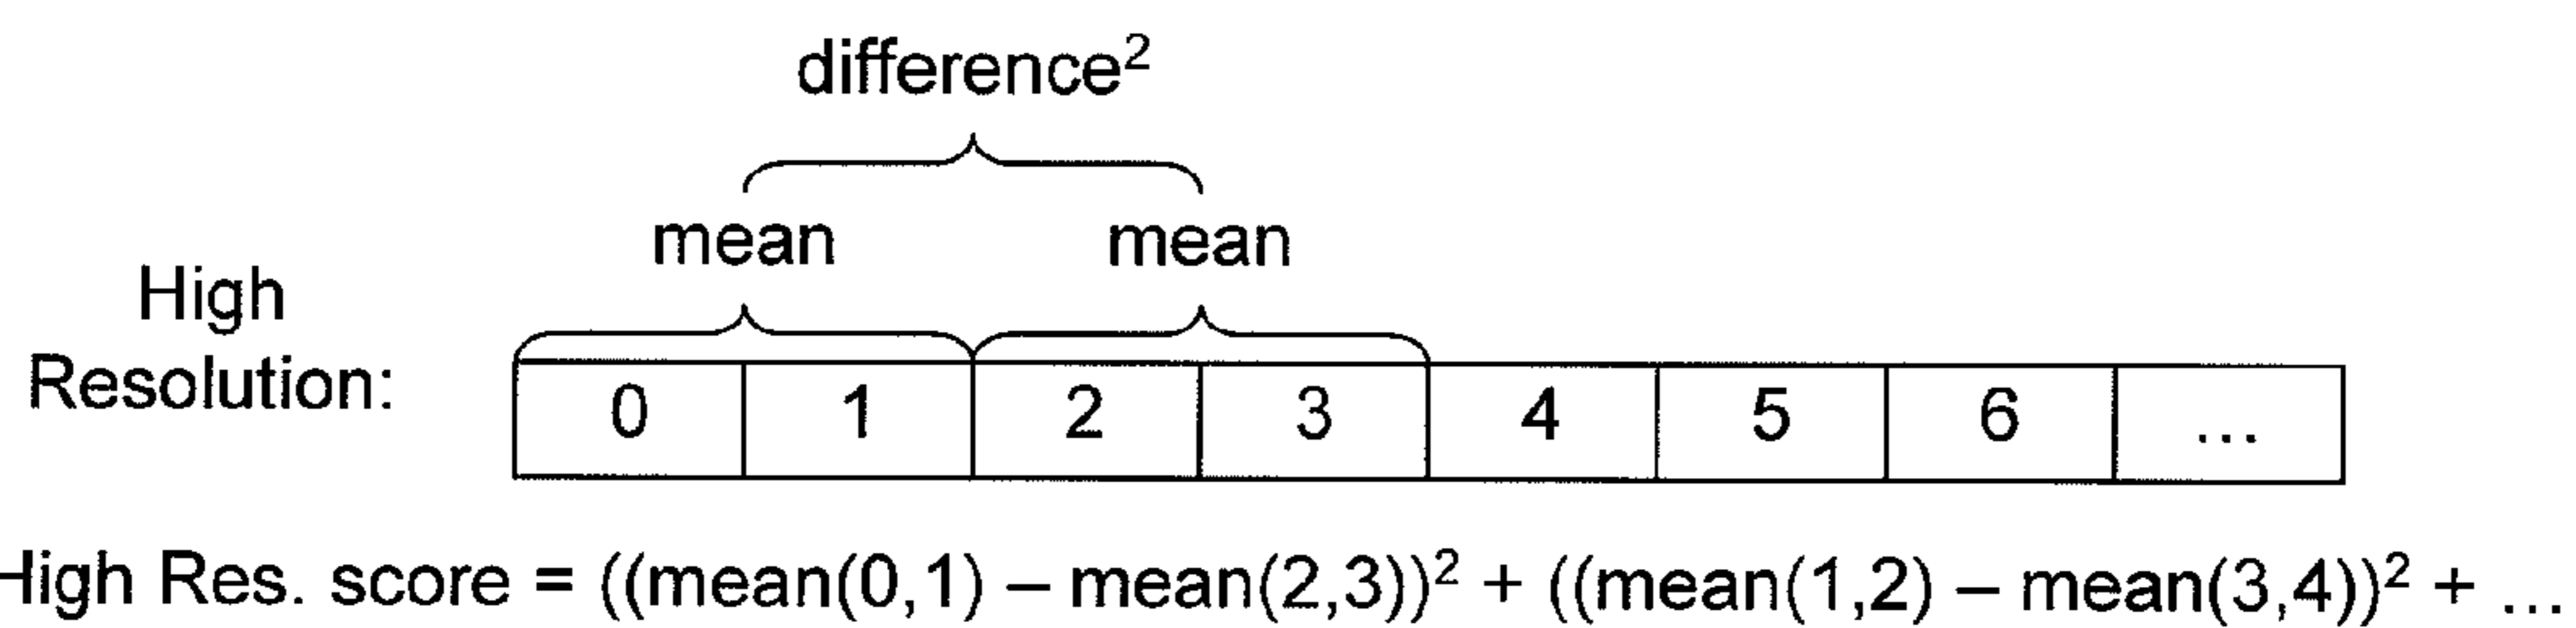 difference²
mean mean
High
Resolution:
0 1 2 3 4 5 6 ...
High Res. score = ((mean(0,1) – mean(2,3))² + ((mean(1,2) – mean(3,4))² + ...